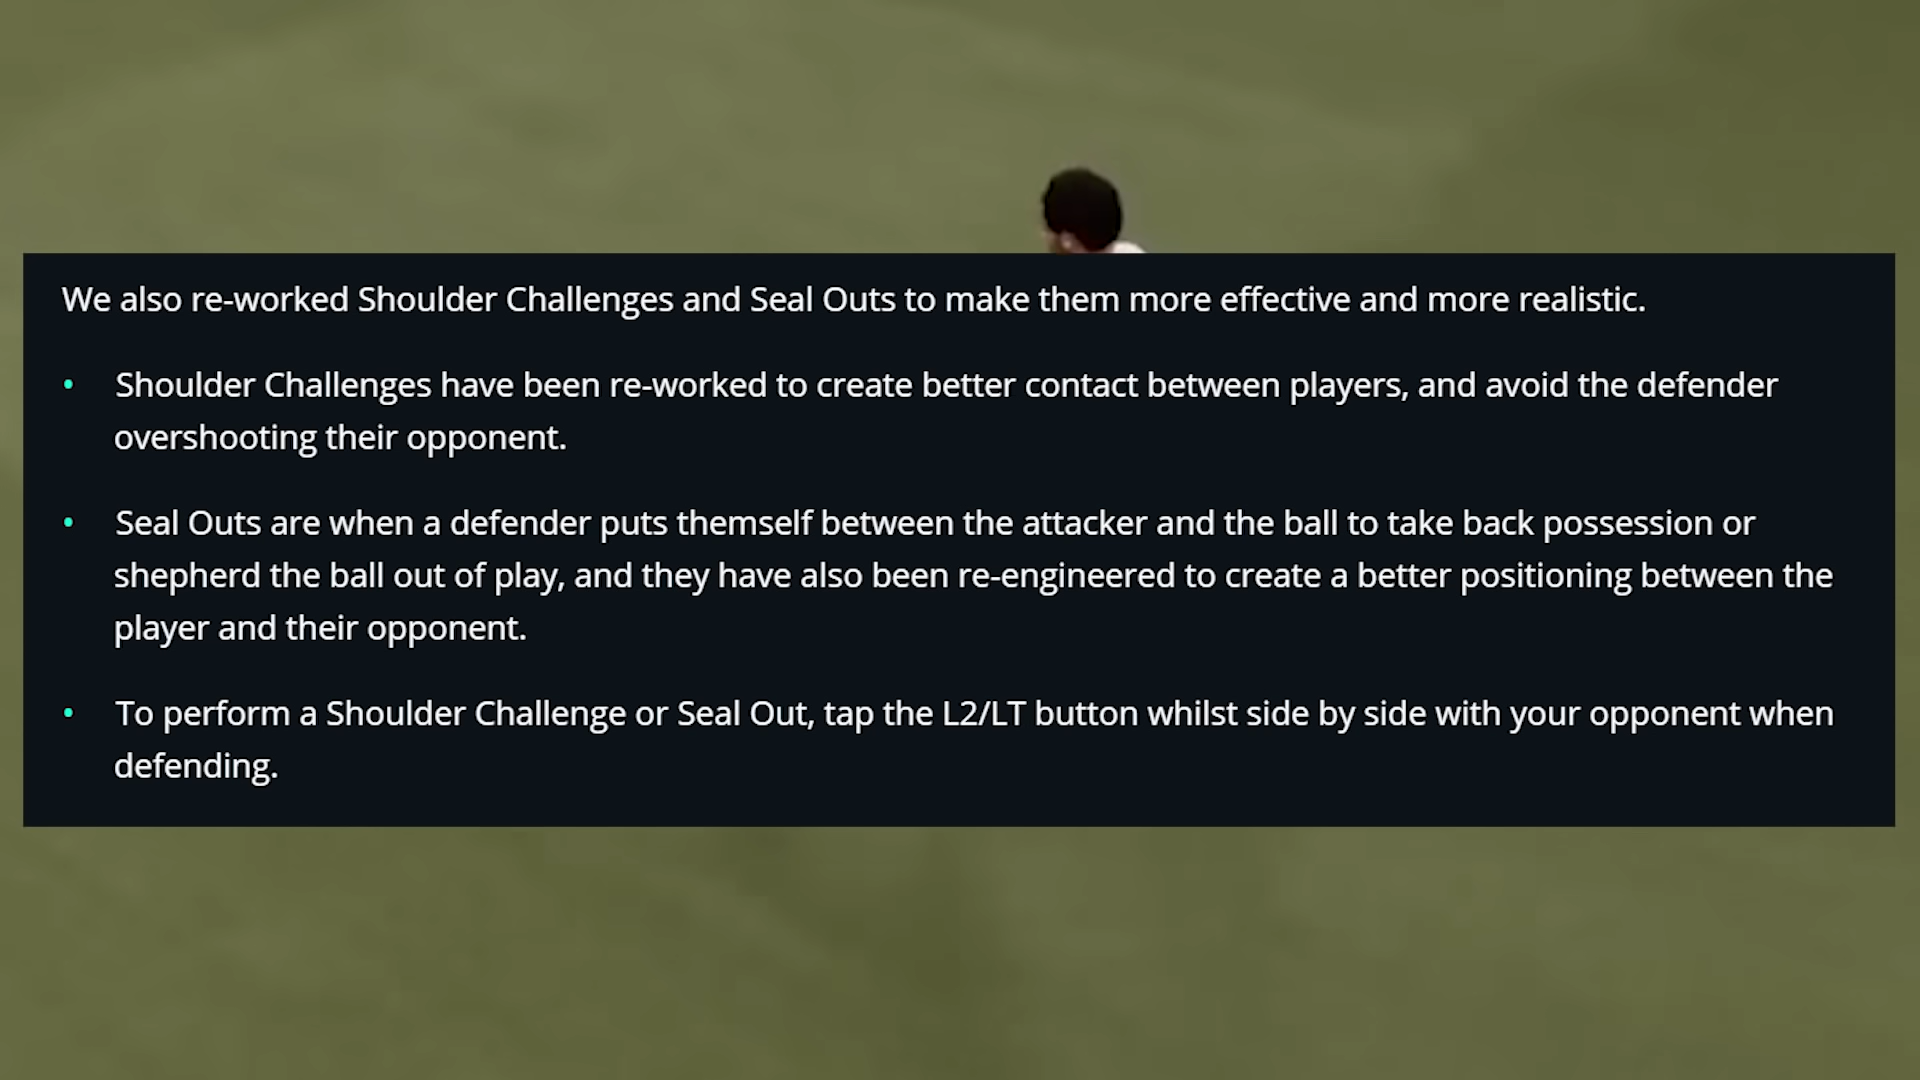 We also re-worked Shoulder Challenges and Seal Outs to make them more effective and more realistic.
• Shoulder Challenges have been re-worked to create better contact between players, and avoid the defender
overshooting their opponent.
• Seal Outs are when a defender puts themself between the attacker and the ball to take back possession or
shepherd the ball out of play, and they have also been re-engineered to create a better positioning between the
player and their opponent.
• To perform a Shoulder Challenge or Seal Out, tap the L2/LT button whilst side by side with your opponent when
defending.